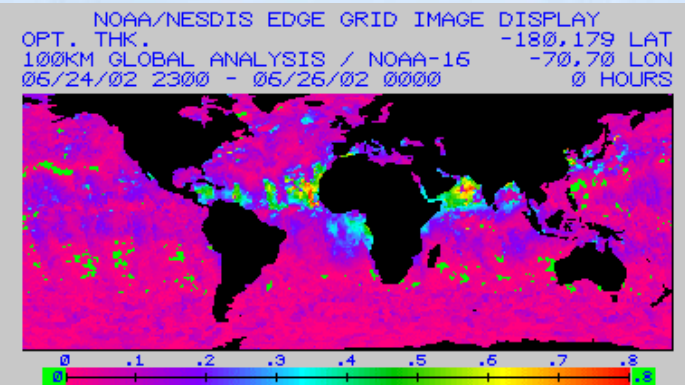 NOAA/NESDIS EDGE GRID IMAGE DISPLAY
OPT. THK. -180,179 LAT
100KM GLOBAL ANALYSIS / NOAA-16 -70,70 LON
06/24/02 2300 - 06/26/02 0000 0 HOURS
0 .1 .2 .3 .4 .5 .6 .7 .8
0 .8